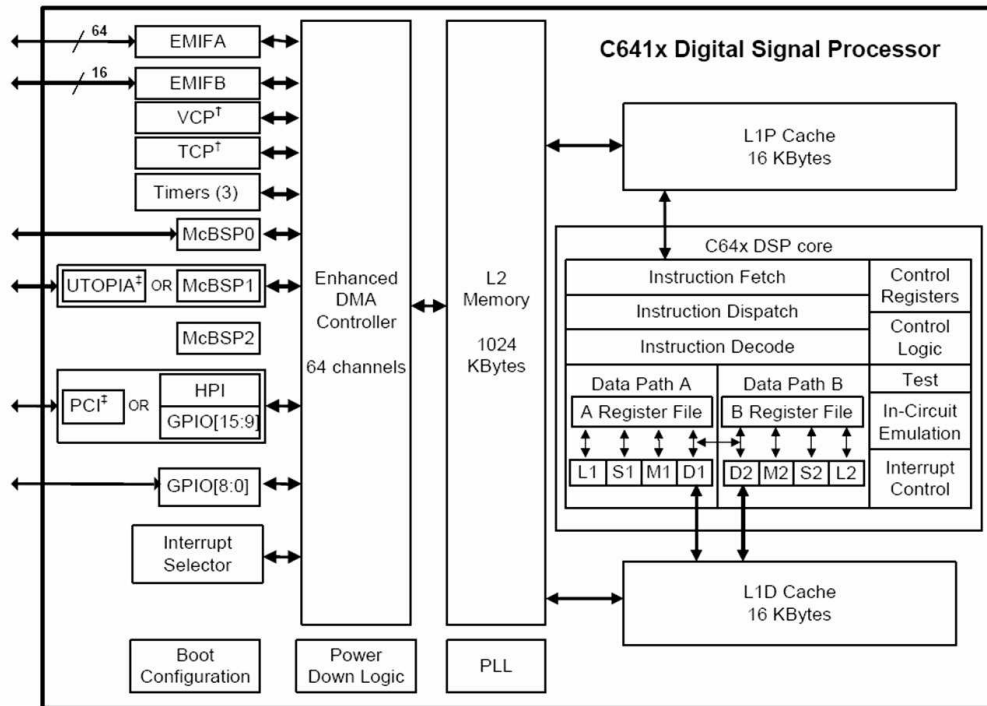 C641x Digital Signal Processor
64
EMIFA
16
EMIFB
VCP†
TCP†
Timers (3)
McBSP0
UTOPIA‡ OR McBSP1
McBSP2
PCI‡ OR HPI
GPIO[15:9]
GPIO[8:0]
Interrupt
Selector
Boot
Configuration
Enhanced
DMA
Controller
64 channels
Power
Down Logic
L2
Memory
1024
KBytes
PLL
L1P Cache
16 KBytes
C64x DSP core
Instruction Fetch
Instruction Dispatch
Instruction Decode
Control
Registers
Control
Logic
Test
In-Circuit
Emulation
Interrupt
Control
Data Path A
A Register File
L1 S1 M1 D1
Data Path B
B Register File
D2 M2 S2 L2
L1D Cache
16 KBytes